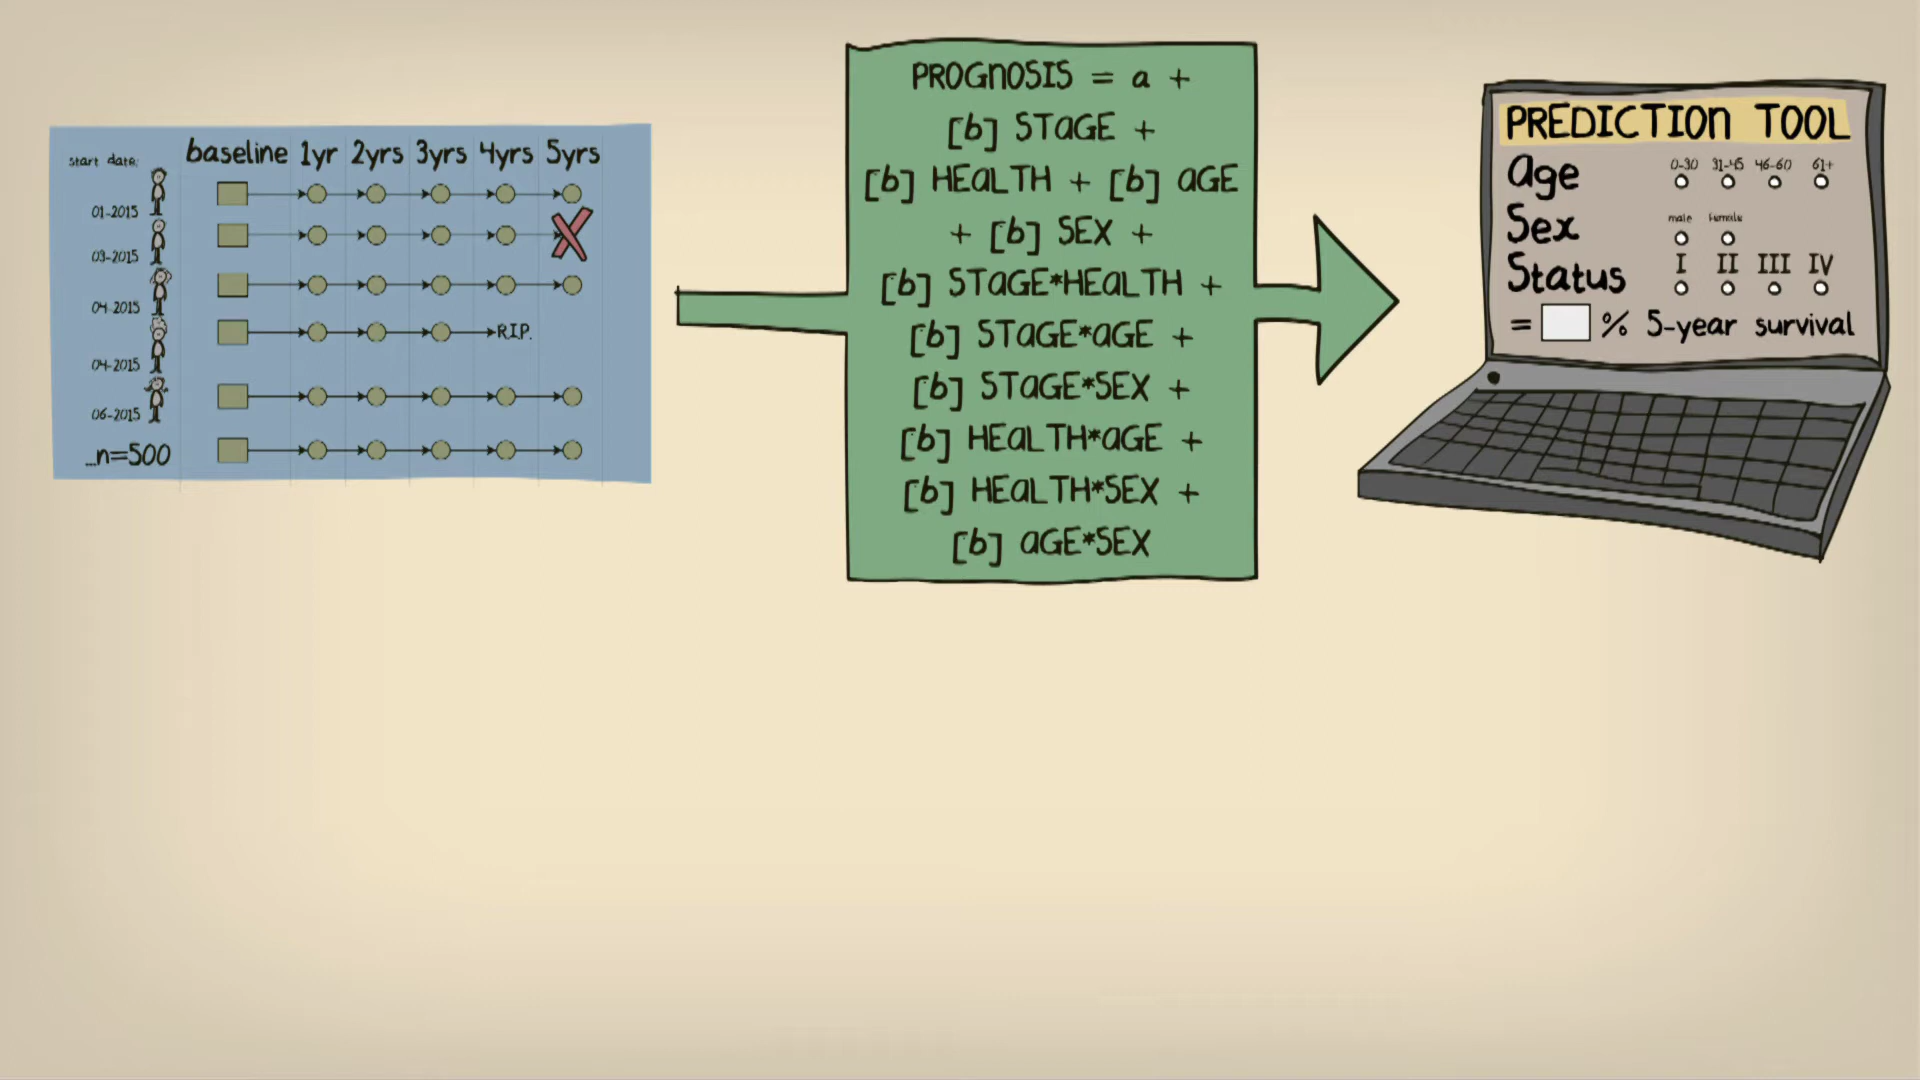 start date:
baseline 1yr 2yrs 3yrs 4yrs 5yrs
01-2015
03-2015
04-2015
R.I.P.
04-2015
06-2015
...n=500
PROGNOSIS = a +
[b] STAGE +
[b] HEALTH + [b] AGE
+ [b] SEX +
[b] STAGE*HEALTH +
[b] STAGE*AGE +
[b] STAGE*SEX +
[b] HEALTH*AGE +
[b] HEALTH*SEX +
[b] AGE*SEX
PREDICTION TOOL
Age 0-30 31-45 46-60 61+
Sex male female
Status I II III IV
= % 5-year survival